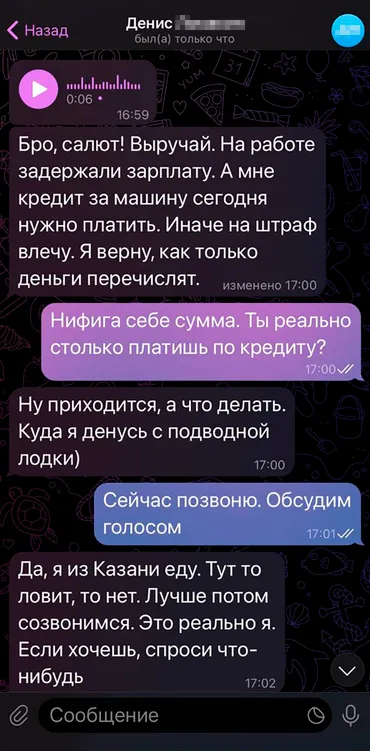 Назад
Денис
был(а) только что
0:06
16:59
Бро, салют! Выручай. На работе
задержали зарплату. А мне
кредит за машину сегодня
нужно платить. Иначе на штраф
влечу. Я верну, как только
деньги перечислят. изменено 17:00
Нифига себе сумма. Ты реально
столько платишь по кредиту?
17:00
Ну приходится, а что делать.
Куда я денусь с подводной
лодки)
17:00
Сейчас позвоню. Обсудим
голосом
17:01
Да, я из Казани еду. Тут то
ловит, то нет. Лучше потом
созвонимся. Это реально я.
Если хочешь, спроси что-
нибудь
17:02
Сообщение